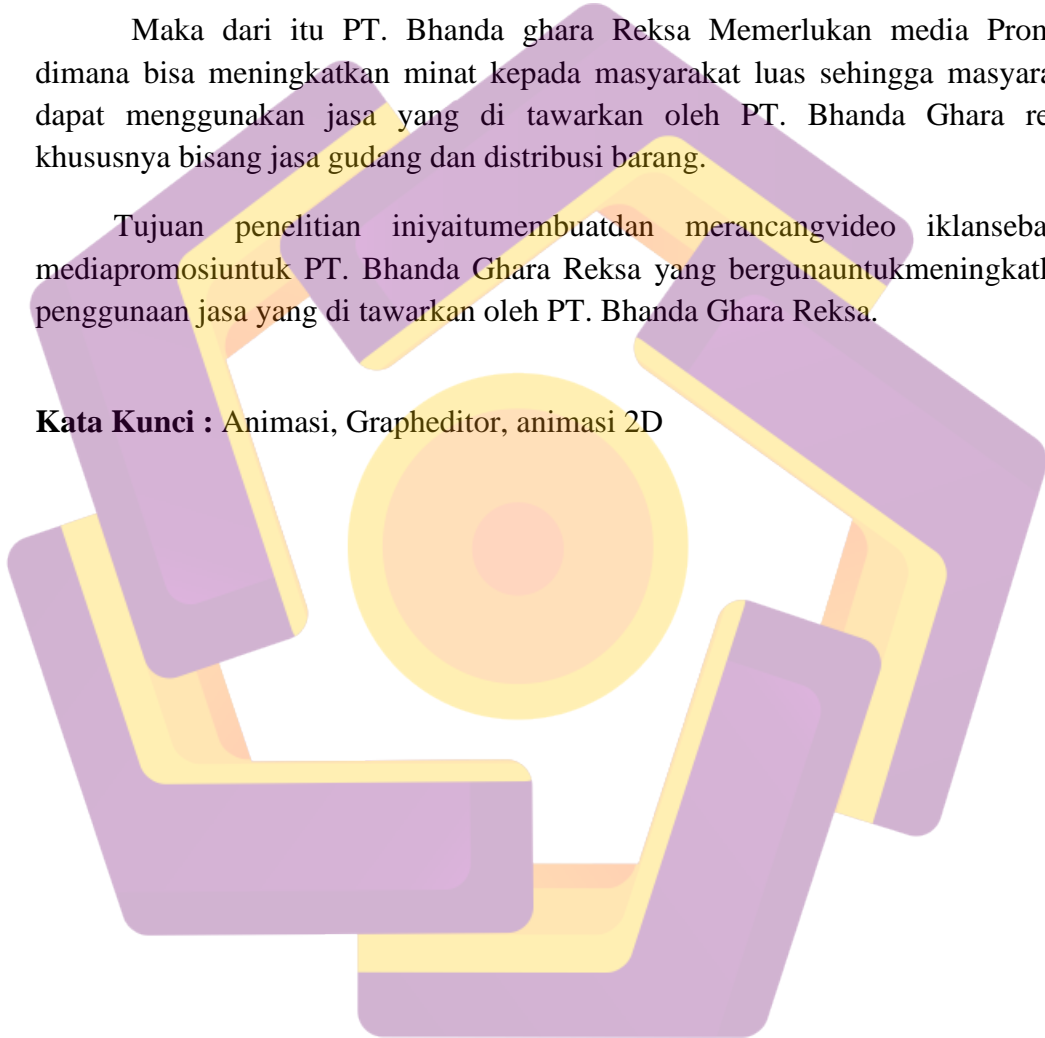 Maka dari itu PT. Bhanda ghara Reksa Memerlukan media Prom
dimana bisa meningkatkan minat kepada masyarakat luas sehingga masyara
dapat menggunakan jasa yang di tawarkan oleh PT. Bhanda Ghara re
khususnya bisang jasa gudang dan distribusi barang.
Tujuan penelitian iniyaitumembuatdan merancangvideo iklanseba
mediapromosiuntuk PT. Bhanda Ghara Reksa yang bergunauntukmeningkatl
penggunaan jasa yang di tawarkan oleh PT. Bhanda Ghara Reksa.
Kata Kunci : Animasi, Grapheditor, animasi 2D